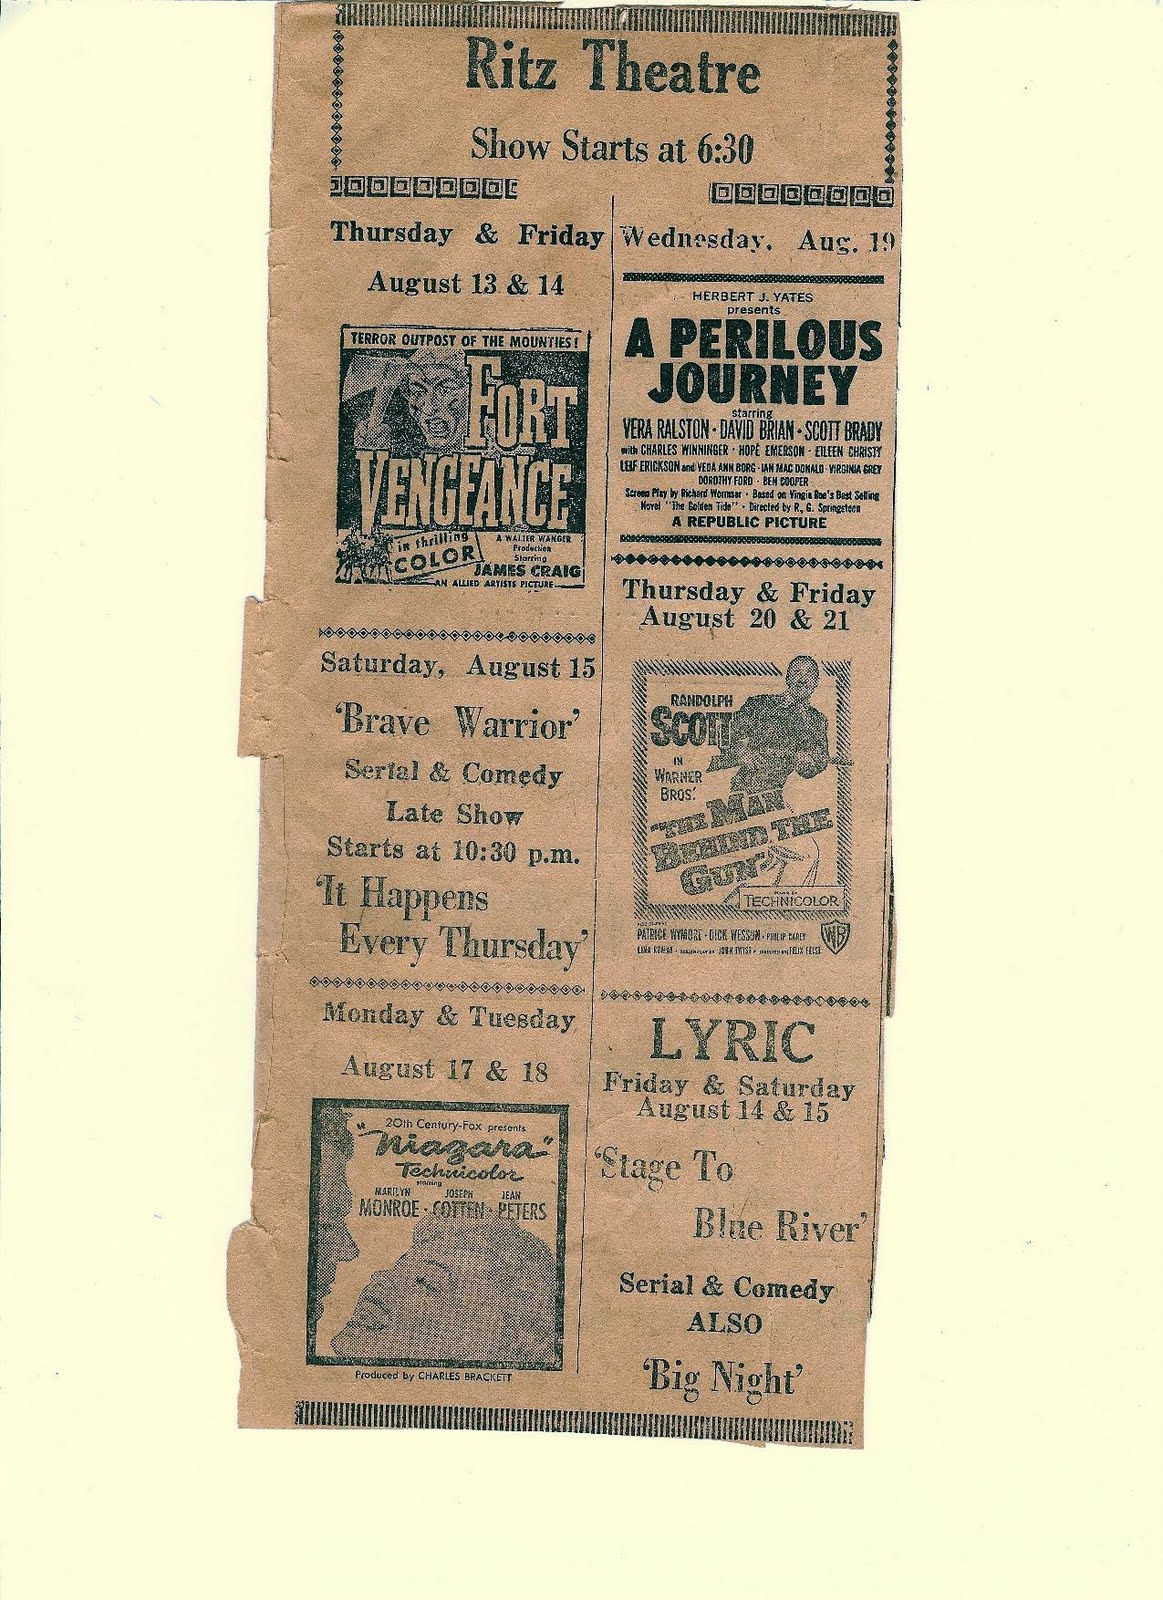 Ritz Theatre
Show Starts at 6:30
Thursday & Friday
August 13 & 14
TERROR OUTPOST OF THE MOUNTIES!
FORT
VENGEANCE
in thrilling
COLOR
A WALTER WANGER
Production
Starring
JAMES CRAIG
AN ALLIED ARTISTS PICTURE
Saturday, August 15
'Brave Warrior'
Serial & Comedy
Late Show
Starts at 10:30 p.m.
'It Happens
Every Thursday'
Monday & Tuesday
August 17 & 18
20th Century-Fox presents
"Niagara"
Technicolor
starring
MARILYN JOSEPH JEAN
MONROE · COTTEN · PETERS
Produced by CHARLES BRACKETT
Wednesday, Aug. 19
HERBERT J. YATES
presents
A PERILOUS
JOURNEY
starring
VERA RALSTON · DAVID BRIAN · SCOTT BRADY
with CHARLES WINNINGER · HOPE EMERSON · EILEEN CHRISTY
LEIF ERICKSON and VEDA ANN BORG · IAN MAC DONALD · VIRGINIA GREY
DOROTHY FORD · BEN COOPER
Screen Play by Richard Wormser · Based on Vingie Roe's Best Selling
Novel "The Golden Tide" · Directed by R. G. Springsteen
A REPUBLIC PICTURE
Thursday & Friday
August 20 & 21
RANDOLPH
SCOTT
IN
WARNER
BROS.'
"THE MAN
BEHIND THE
GUN"
TECHNICOLOR
PATRICE WYMORE · DICK WESSON · PHILIP CAREY
WB
LYRIC
Friday & Saturday
August 14 & 15
'Stage To
Blue River'
Serial & Comedy
ALSO
'Big Night'